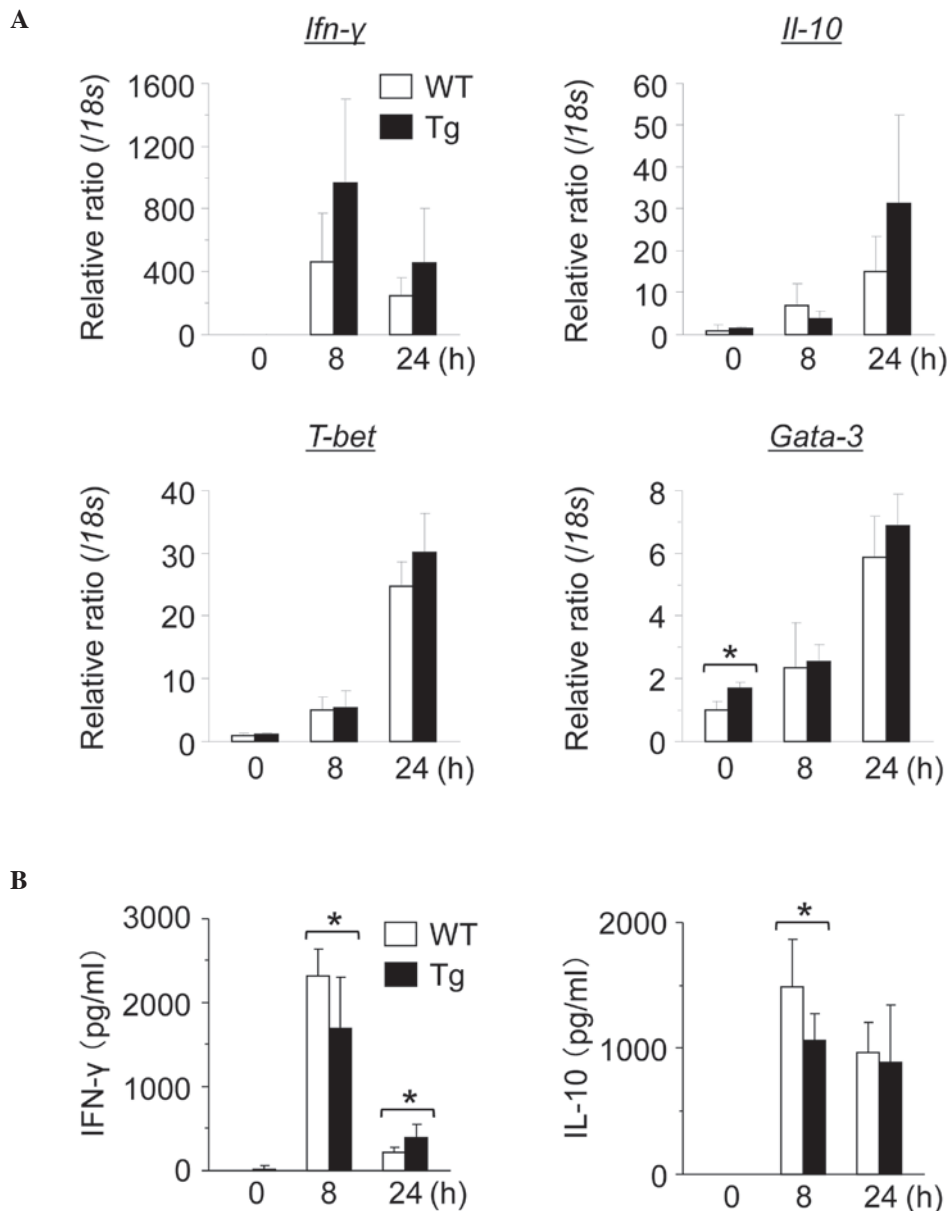 A
Ifn-γ
Relative ratio (/18s)
1600
1200
800
400
0
WT
Tg
0 8 24 (h)
Il-10
Relative ratio (/18s)
60
50
40
30
20
10
0
0 8 24 (h)
T-bet
Relative ratio (/18s)
40
30
20
10
0
0 8 24 (h)
Gata-3
Relative ratio (/18s)
8
6
4
2
0
*
0 8 24 (h)
B
IFN-γ (pg/ml)
3000
2000
1000
0
*
*
WT
Tg
0 8 24 (h)
IL-10 (pg/ml)
2000
1000
0
*
0 8 24 (h)